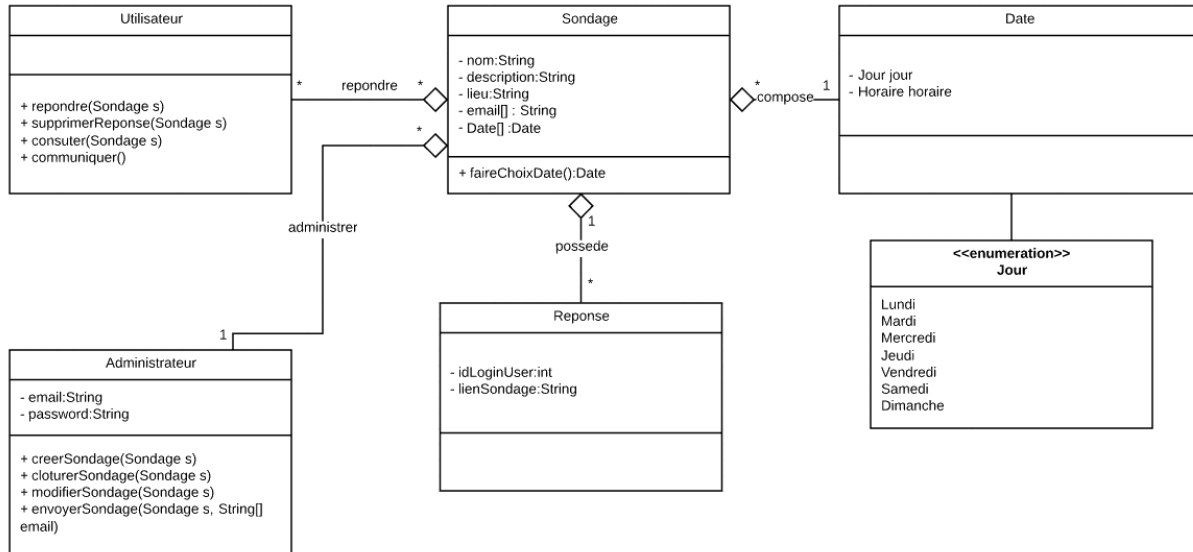 Utilisateur
+ repondre(Sondage s)
+ supprimerReponse(Sondage s)
+ consuter(Sondage s)
+ communiquer()
*
repondre
*
*
administrer
1
Sondage
- nom:String
- description:String
- lieu:String
- email[] : String
- Date[] :Date
+ faireChoixDate():Date
*
compose
1
Date
- Jour jour
- Horaire horaire
1
possede
*
<<enumeration>>
Jour
Lundi
Mardi
Mercredi
Jeudi
Vendredi
Samedi
Dimanche
Reponse
- idLoginUser:int
- lienSondage:String
Administrateur
- email:String
- password:String
+ creerSondage(Sondage s)
+ cloturerSondage(Sondage s)
+ modifierSondage(Sondage s)
+ envoyerSondage(Sondage s, String[]
email)